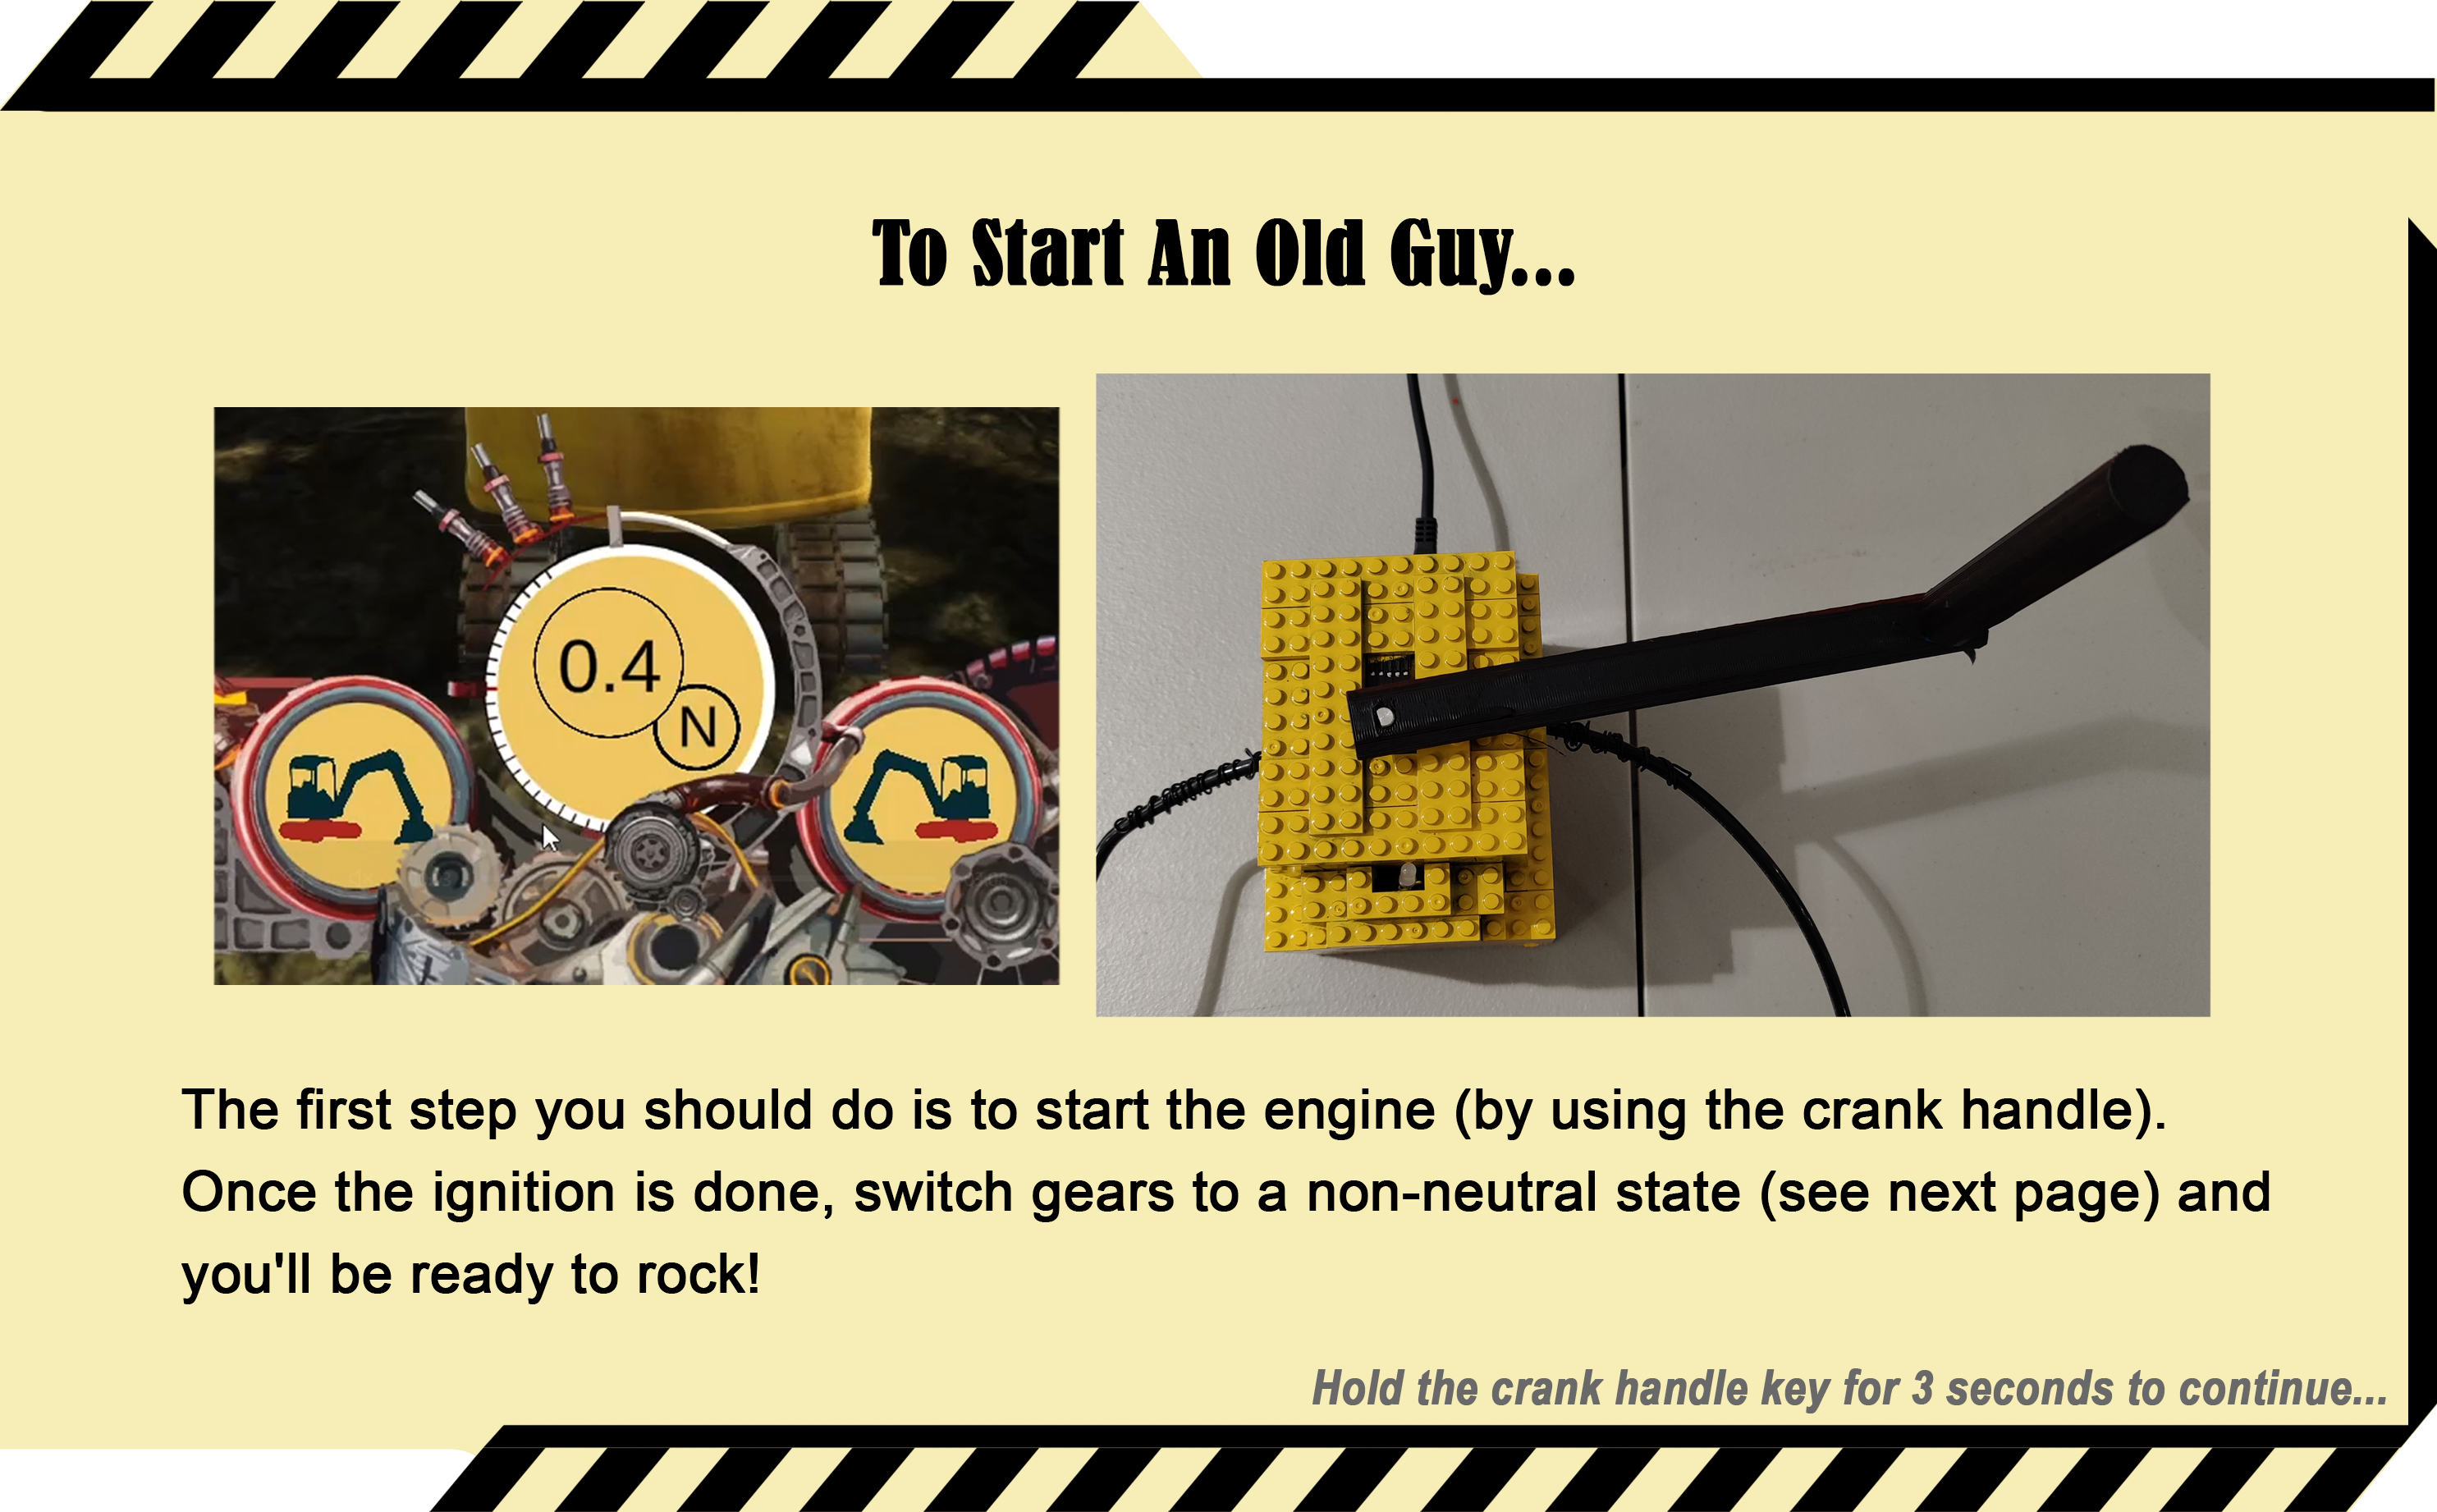 To Start An Old Guy...
0.4
N
The first step you should do is to start the engine (by using the crank handle).
Once the ignition is done, switch gears to a non-neutral state (see next page) and
you'll be ready to rock!
Hold the crank handle key for 3 seconds to continue...